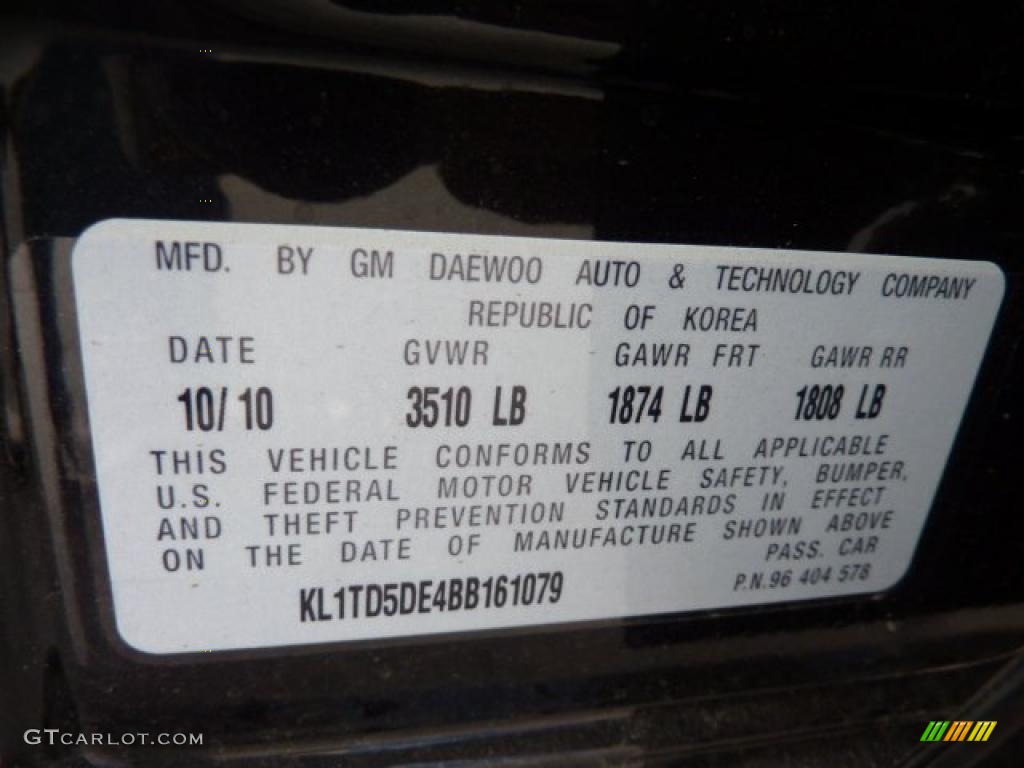 MFD. BY GM DAEWOO AUTO & TECHNOLOGY COMPANY
REPUBLIC OF KOREA
DATE GVWR GAWR FRT GAWR RR
10/10 3510 LB 1874 LB 1808 LB
THIS VEHICLE CONFORMS TO ALL APPLICABLE
U.S. FEDERAL MOTOR VEHICLE SAFETY, BUMPER,
AND THEFT PREVENTION STANDARDS IN EFFECT
ON THE DATE OF MANUFACTURE SHOWN ABOVE
PASS. CAR
KL1TD5DE4BB161079 P.N.96 404 578
GTCARLOT.COM